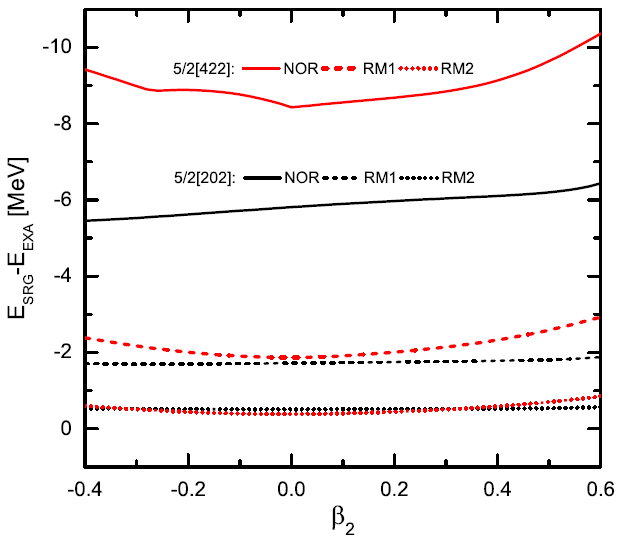 -10
5/2[422]: NOR RM1 RM2
-8
5/2[202]: NOR RM1 RM2
-6
E_SRG-E_EXA [MeV]
-4
-2
0
-0.4 -0.2 0.0 0.2 0.4 0.6
β_2